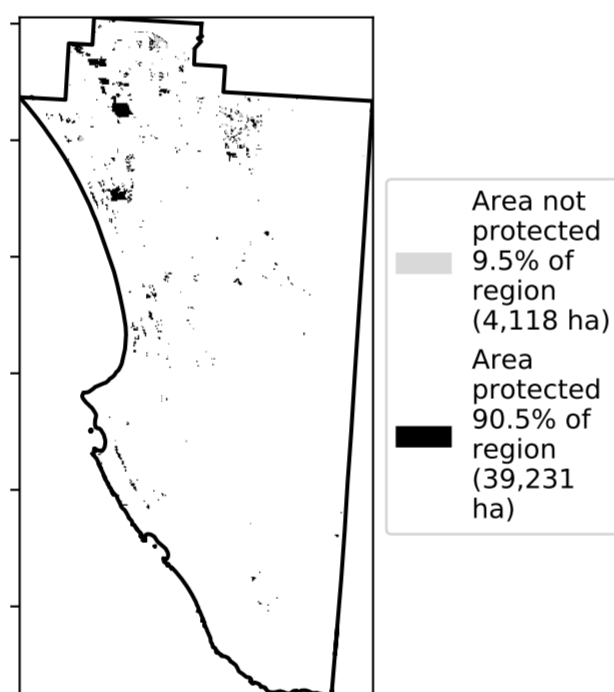 Area not
protected
9.5% of
region
(4,118 ha)
Area
protected
90.5% of
region
(39,231
ha)